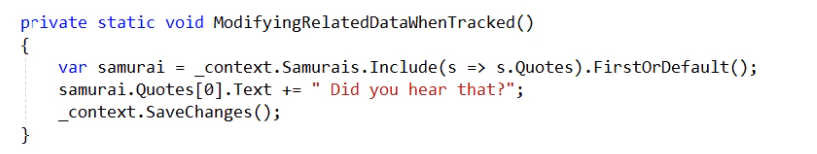 private static void ModifyingRelatedDataWhenTracked()
{
    var samurai = _context.Samurais.Include(s => s.Quotes).FirstOrDefault();
    samurai.Quotes[0].Text += " Did you hear that?";
    _context.SaveChanges();
}